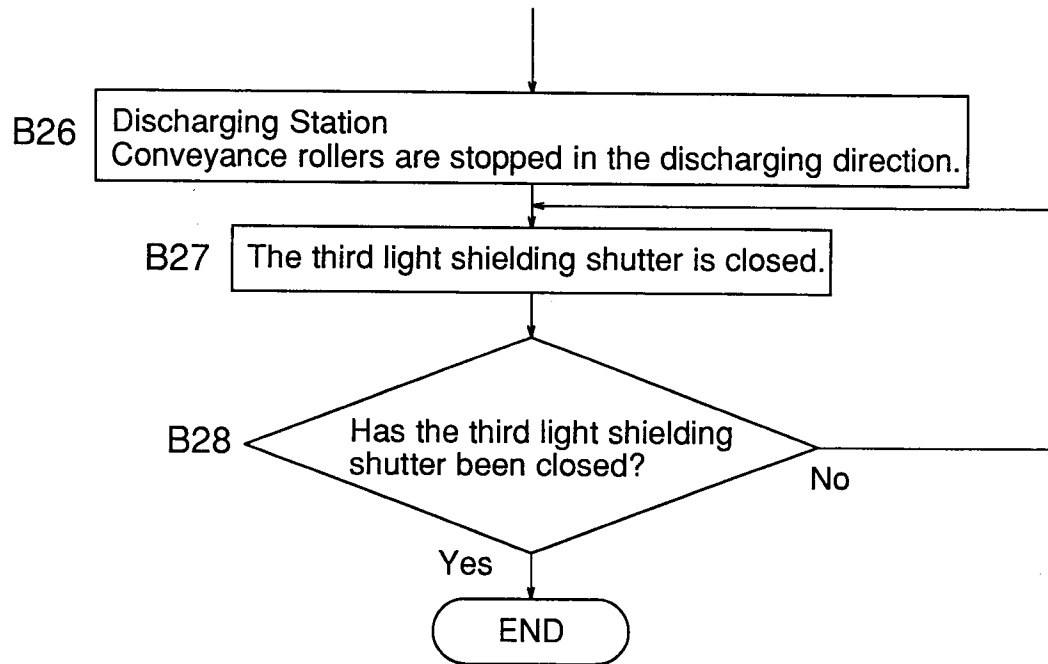 B26
Discharging Station
Conveyance rollers are stopped in the discharging direction.
B27
The third light shielding shutter is closed.
B28
Has the third light shielding
shutter been closed?
No
Yes
END